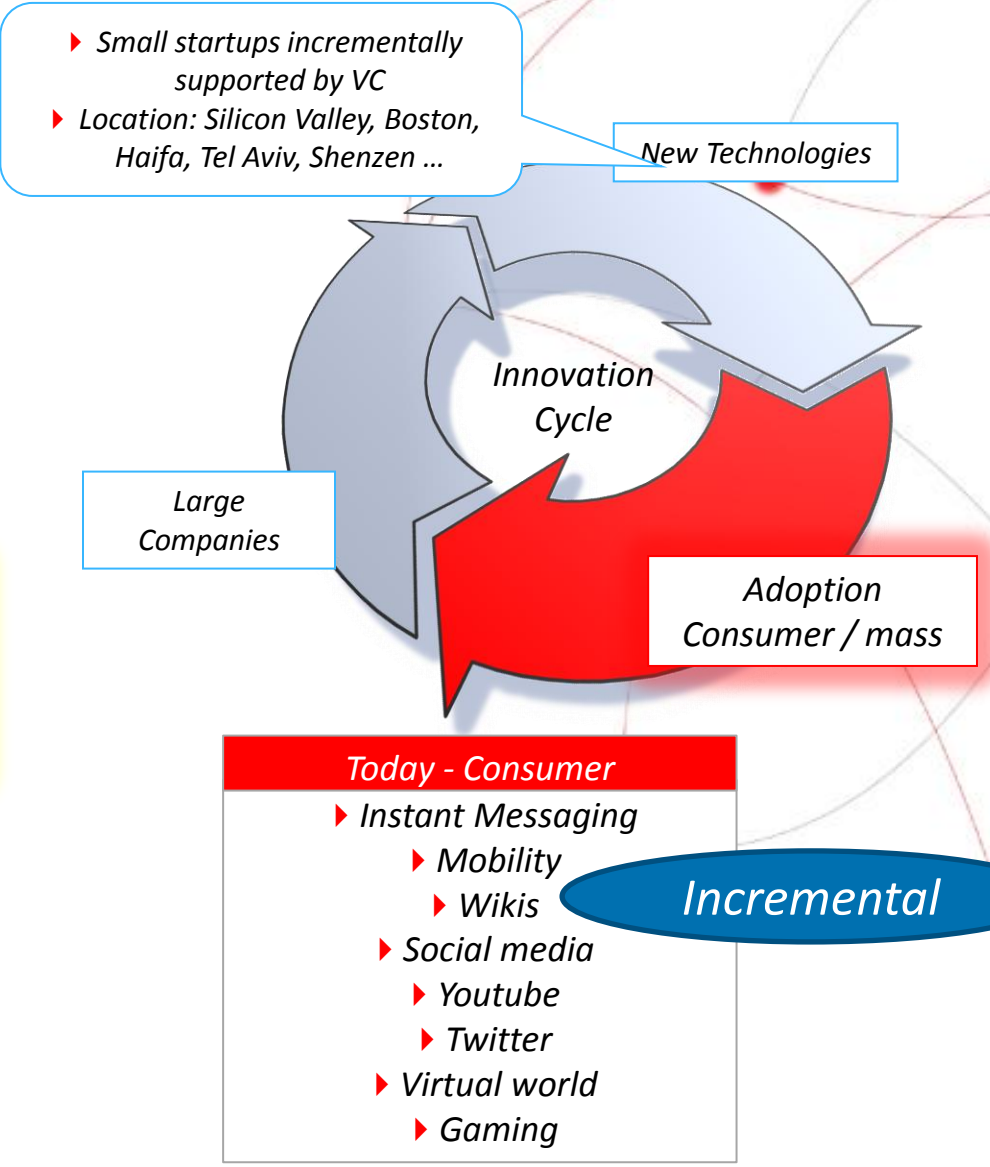 Small startups incrementally
supported by VC
Location: Silicon Valley, Boston,
Haifa, Tel Aviv, Shenzen ...
New Technologies
Innovation
Cycle
Large
Companies
Adoption
Consumer / mass
Today - Consumer
Instant Messaging
Mobility
Wikis
Incremental
Social media
Youtube
Twitter
Virtual world
Gaming